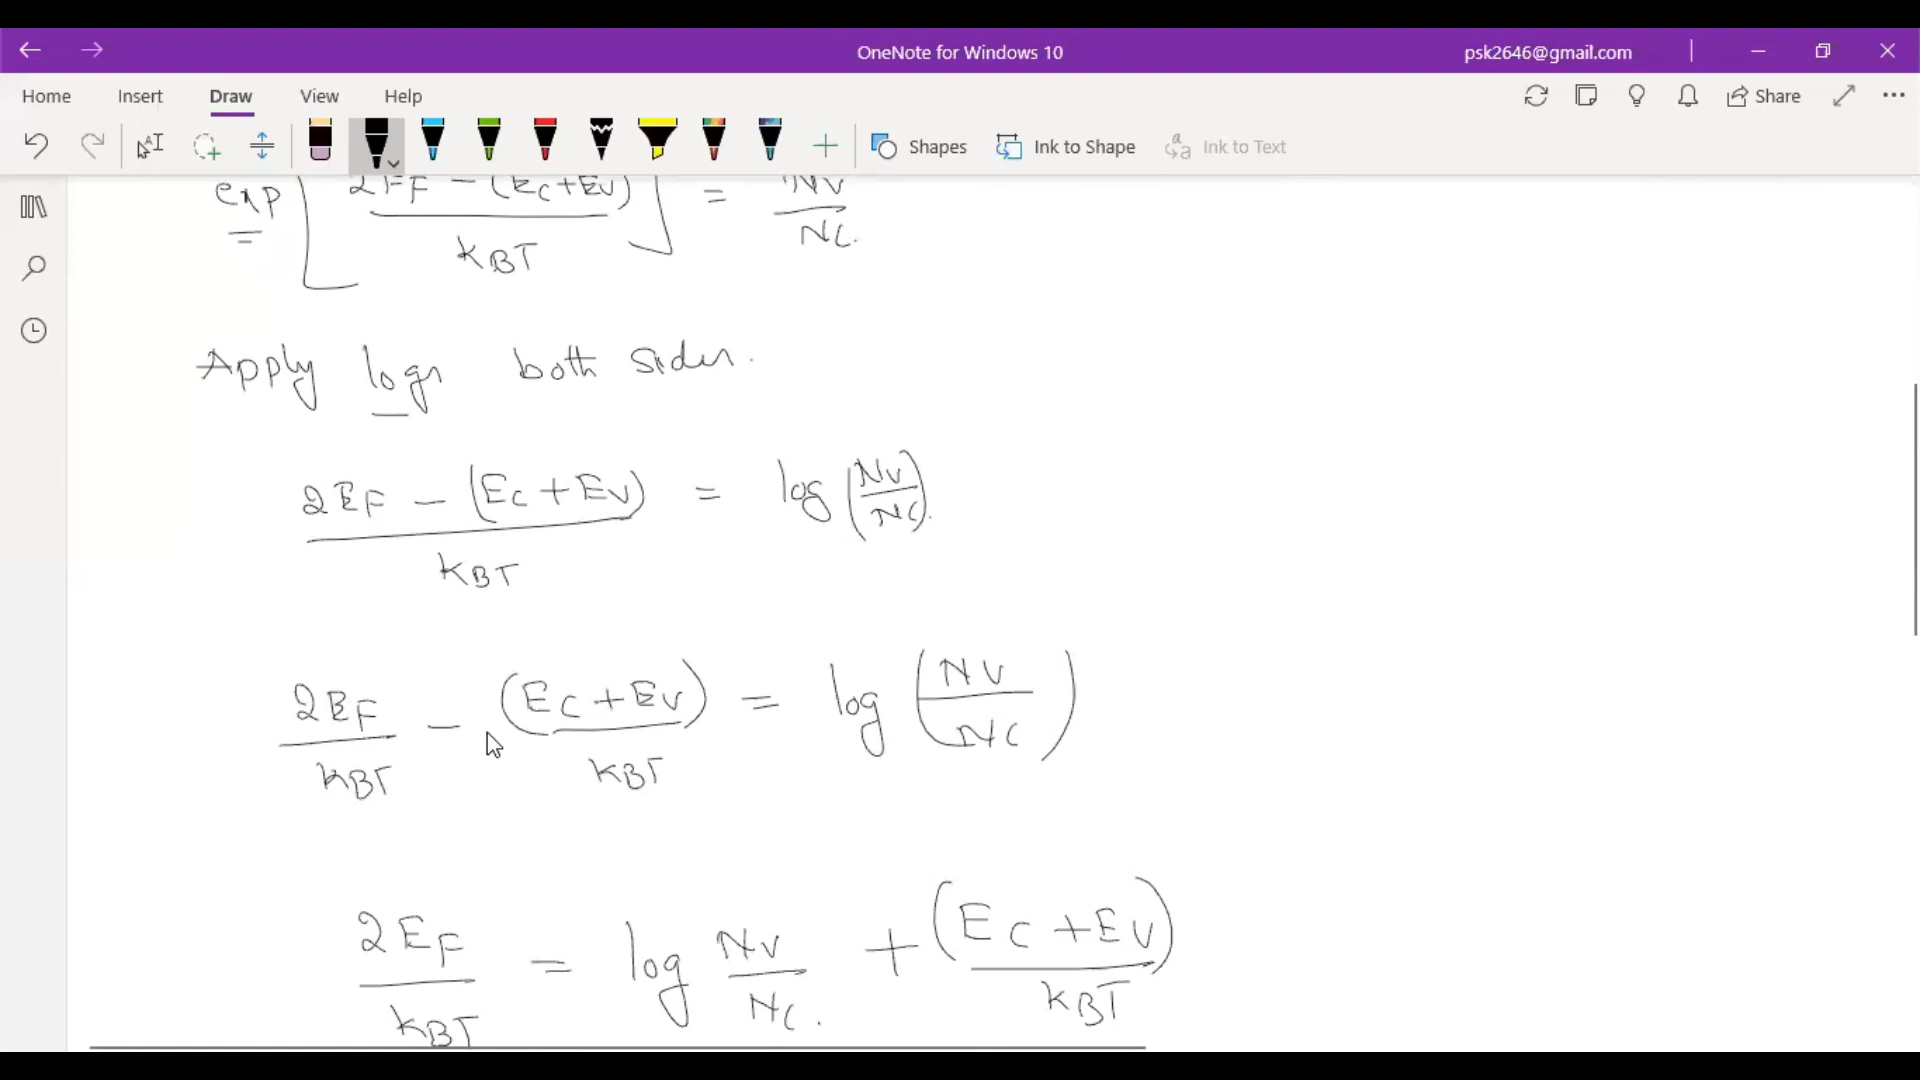 OneNote for Windows 10 psk2646@gmail.com
Home Insert Draw View Help Share
Shapes Ink to Shape Ink to Text
exp [ 2EF - (Ec+Ev) / kBT ] = Nv / Nc.
Apply logs both sides.
2EF - (Ec+Ev) / kBT = log (Nv / Nc).
2EF / kBT - (Ec+Ev) / kBT = log (Nv / Nc)
2EF / kBT = log Nv / Nc. + (Ec+Ev) / kBT